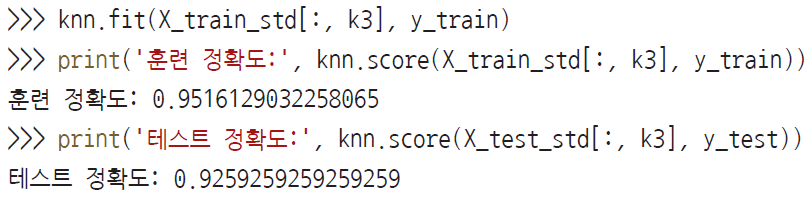 >>> knn.fit(X_train_std[:, k3], y_train)
>>> print('훈련 정확도:', knn.score(X_train_std[:, k3], y_train))
훈련 정확도: 0.9516129032258065
>>> print('테스트 정확도:', knn.score(X_test_std[:, k3], y_test))
테스트 정확도: 0.9259259259259259